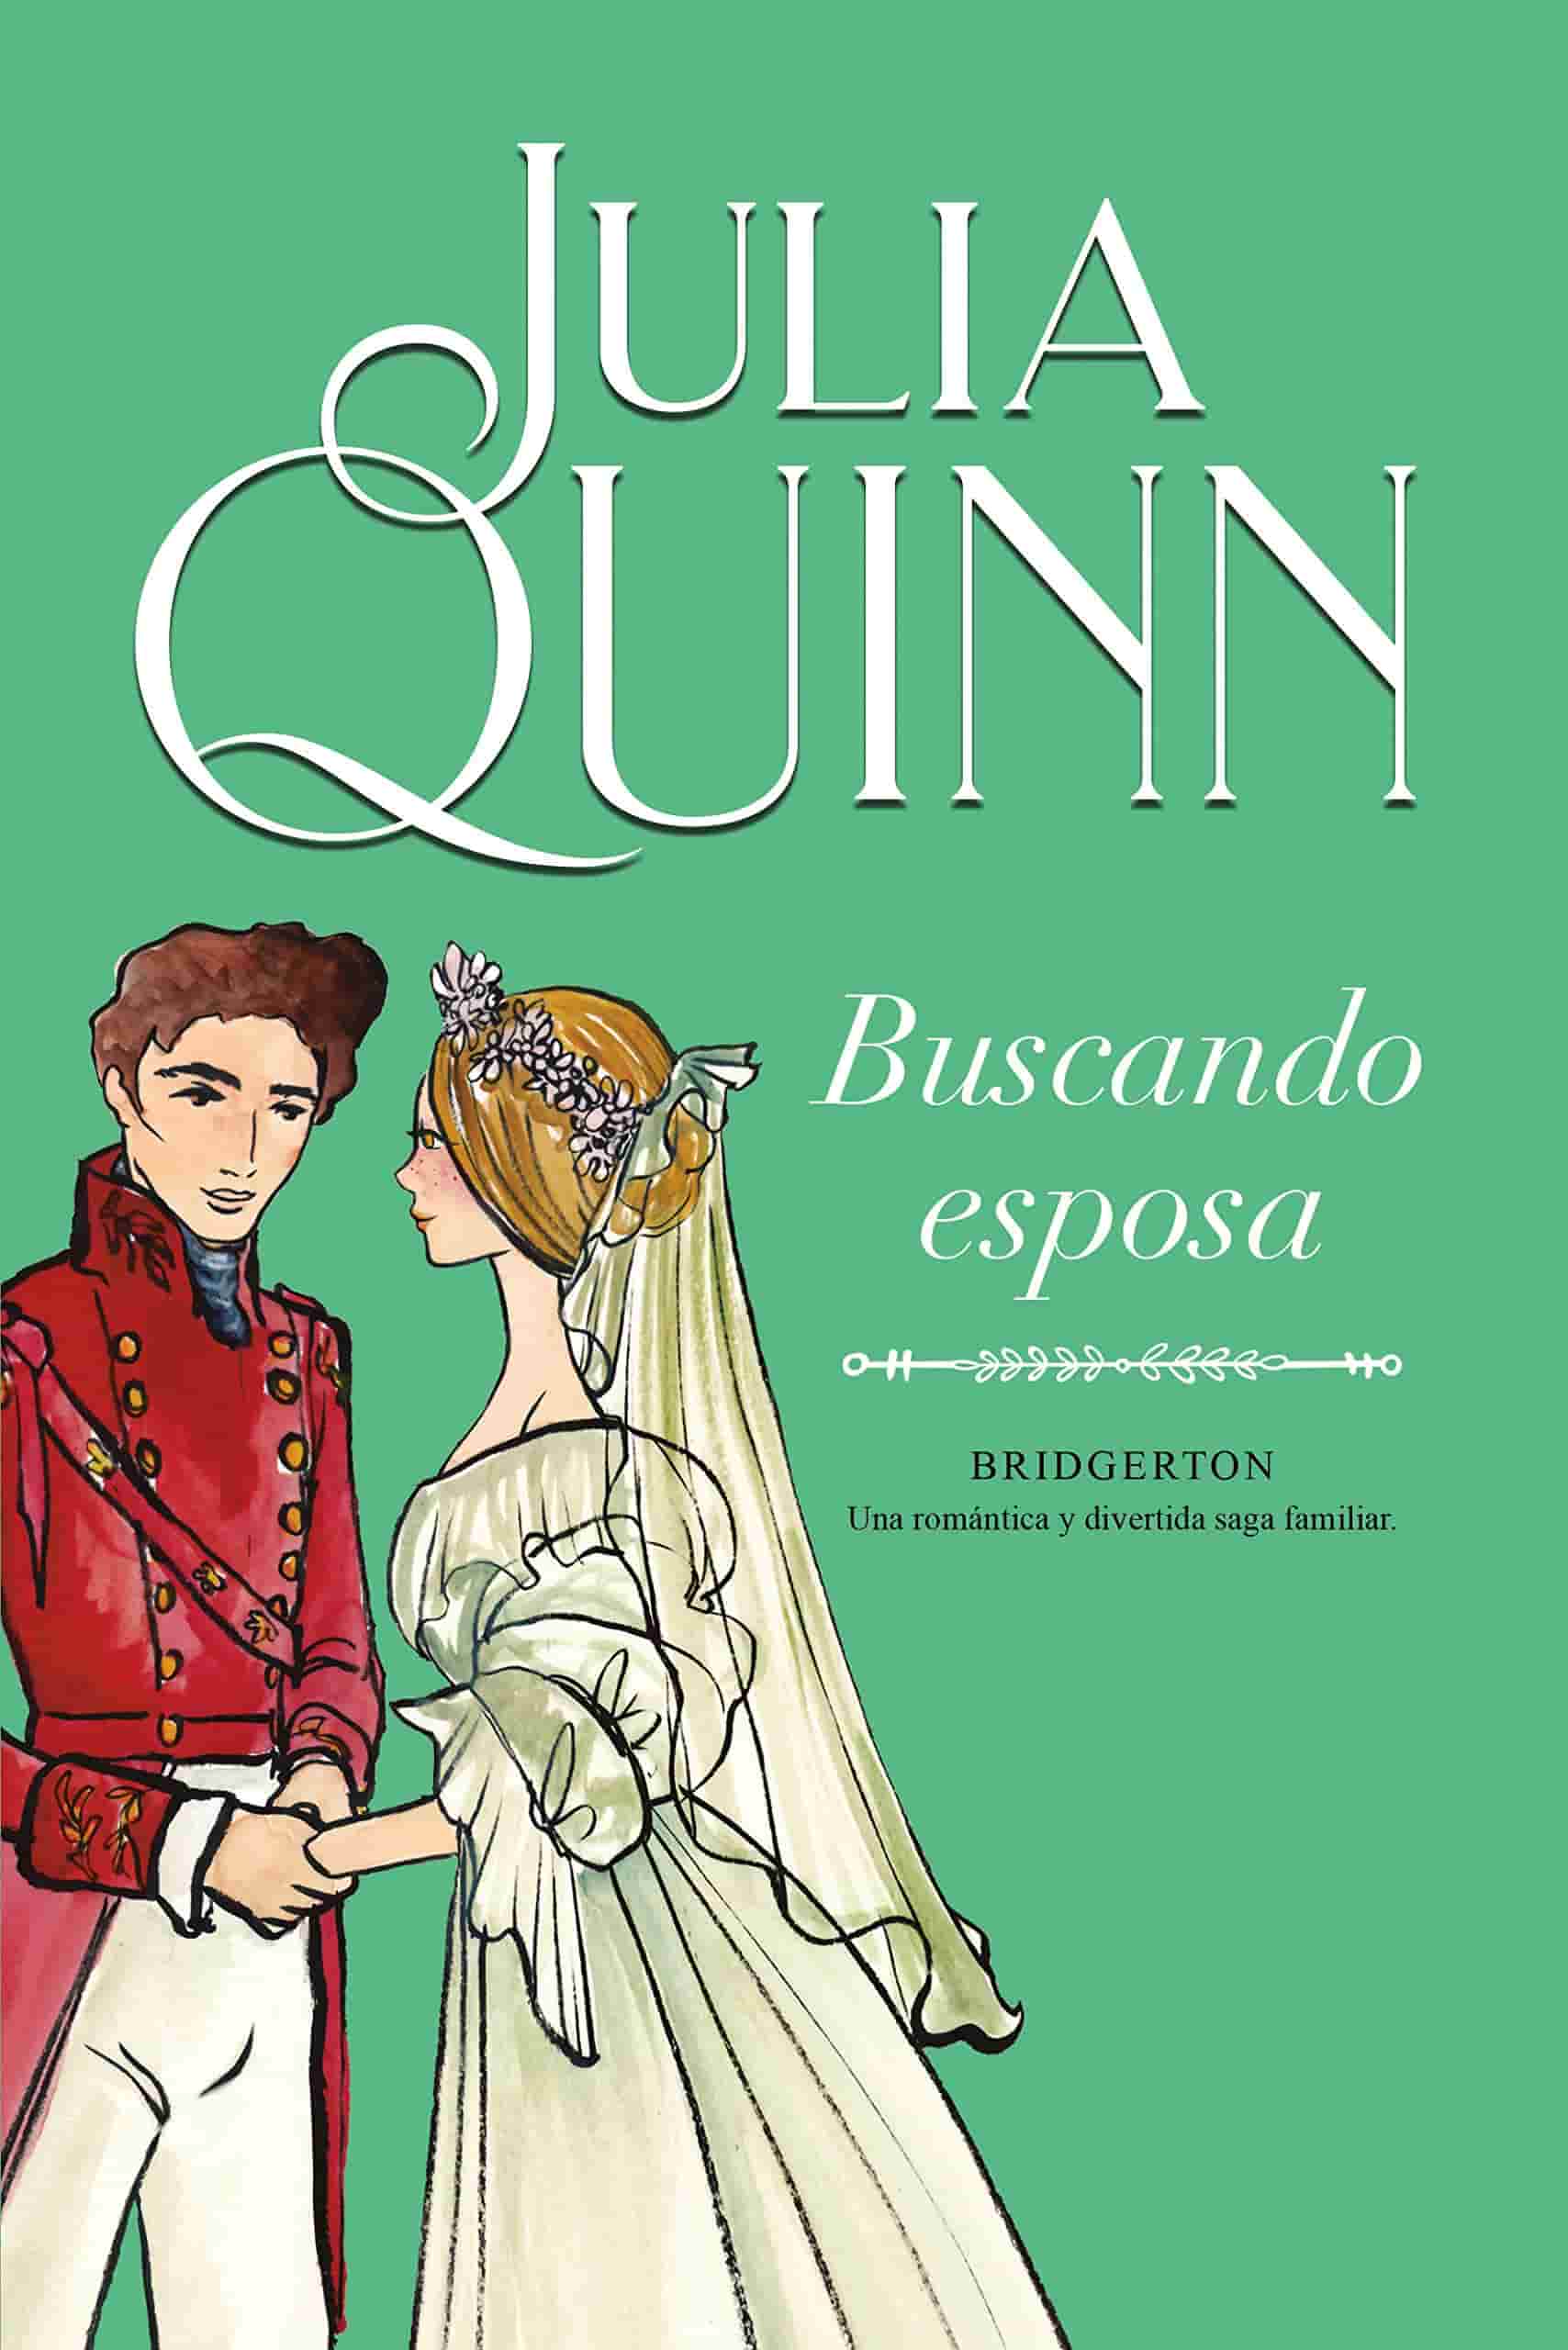 JULIA
QUINN
Buscando
esposa
BRIDGERTON
Una romántica y divertida saga familiar.